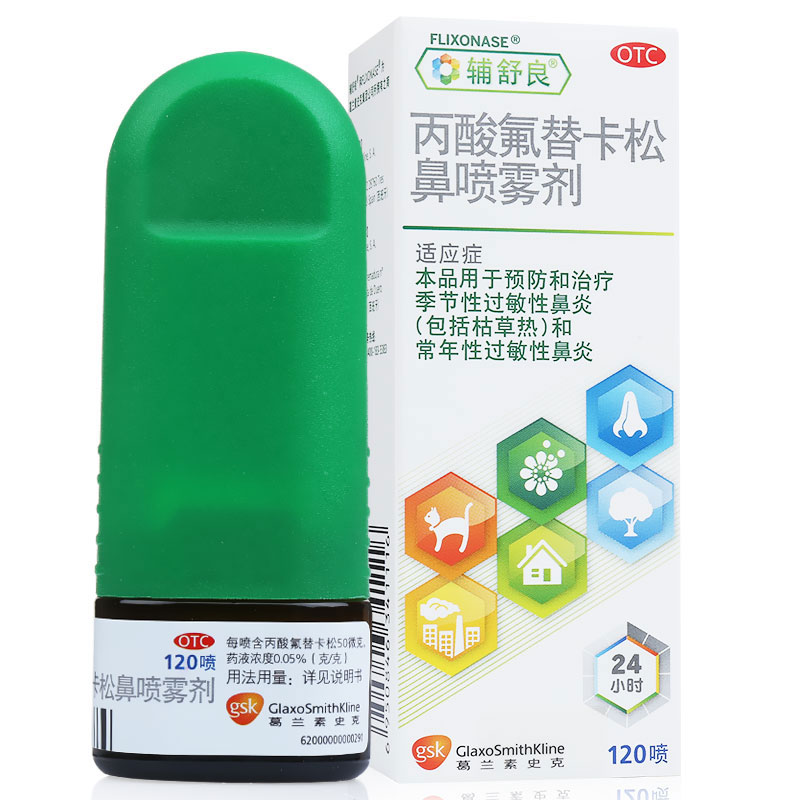 FLIXONASE®
辅舒良®
OTC
丙酸氟替卡松
鼻喷雾剂
适应症
本品用于预防和治疗
季节性过敏性鼻炎
(包括枯草热)和
常年性过敏性鼻炎
24
小时
gsk GlaxoSmithKline
葛兰素史克
120喷
OTC
120喷
每喷含丙酸氟替卡松50微克,
药液浓度0.05%(克/克)
用法用量:详见说明书
卡松鼻喷雾剂
gsk GlaxoSmithKline
葛兰素史克
62000000000291